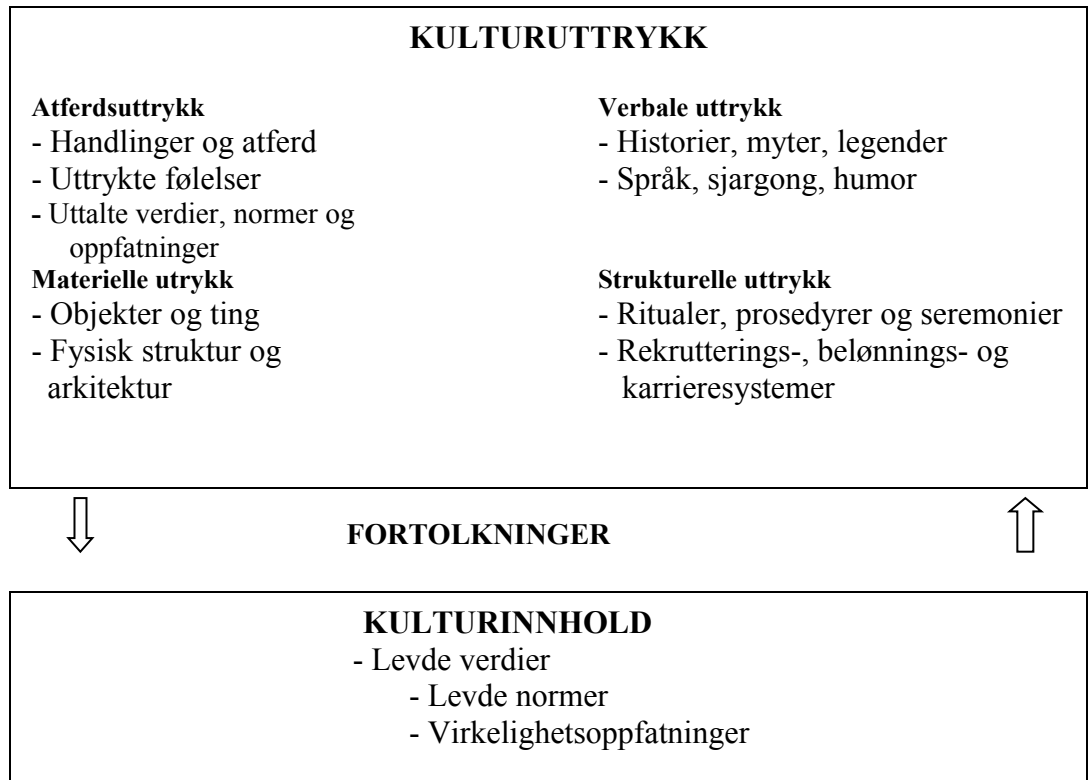 KULTURUTTRYKK
Atferdsuttrykk
- Handlinger og atferd
- Uttrykte følelser
- Uttalte verdier, normer og
oppfatninger
Verbale uttrykk
- Historier, myter, legender
- Språk, sjargong, humor
Materielle utrykk
- Objekter og ting
- Fysisk struktur og
arkitektur
Strukturelle uttrykk
- Ritualer, prosedyrer og seremonier
- Rekrutterings-, belønnings- og
karrieresystemer
FORTOLKNINGER
KULTURINNHOLD
- Levde verdier
- Levde normer
- Virkelighetsoppfatninger